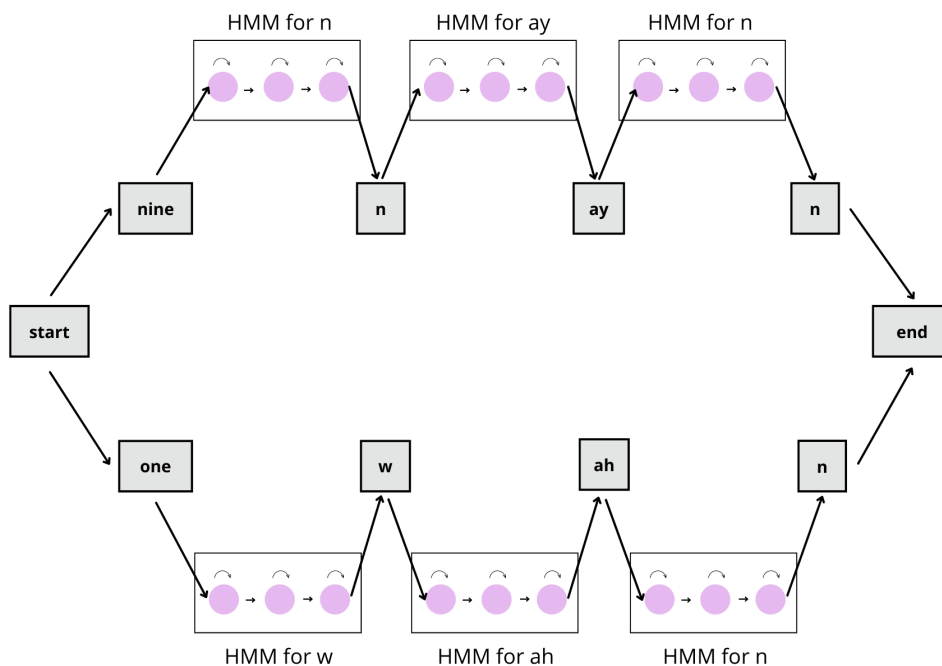 HMM for n
HMM for ay
HMM for n
nine
n
ay
n
start
end
one
w
ah
n
HMM for w
HMM for ah
HMM for n